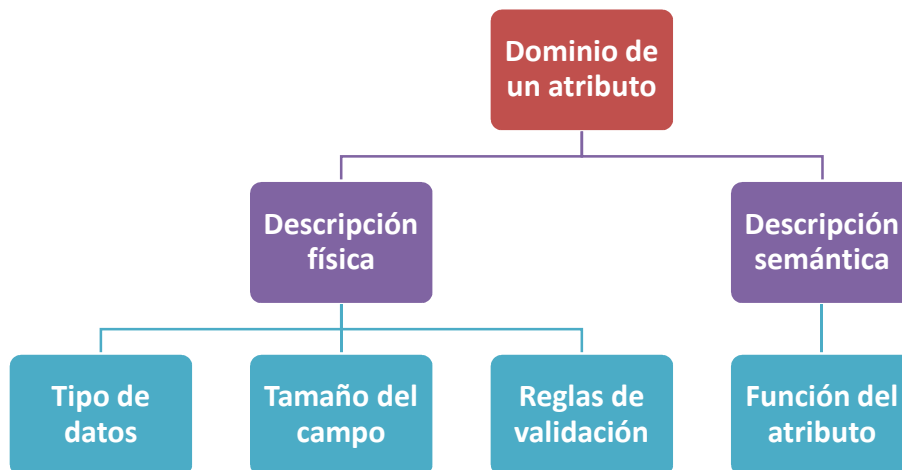 Dominio de
un atributo
Descripción
física
Descripción
semántica
Tipo de
datos
Tamaño del
campo
Reglas de
validación
Función del
atributo